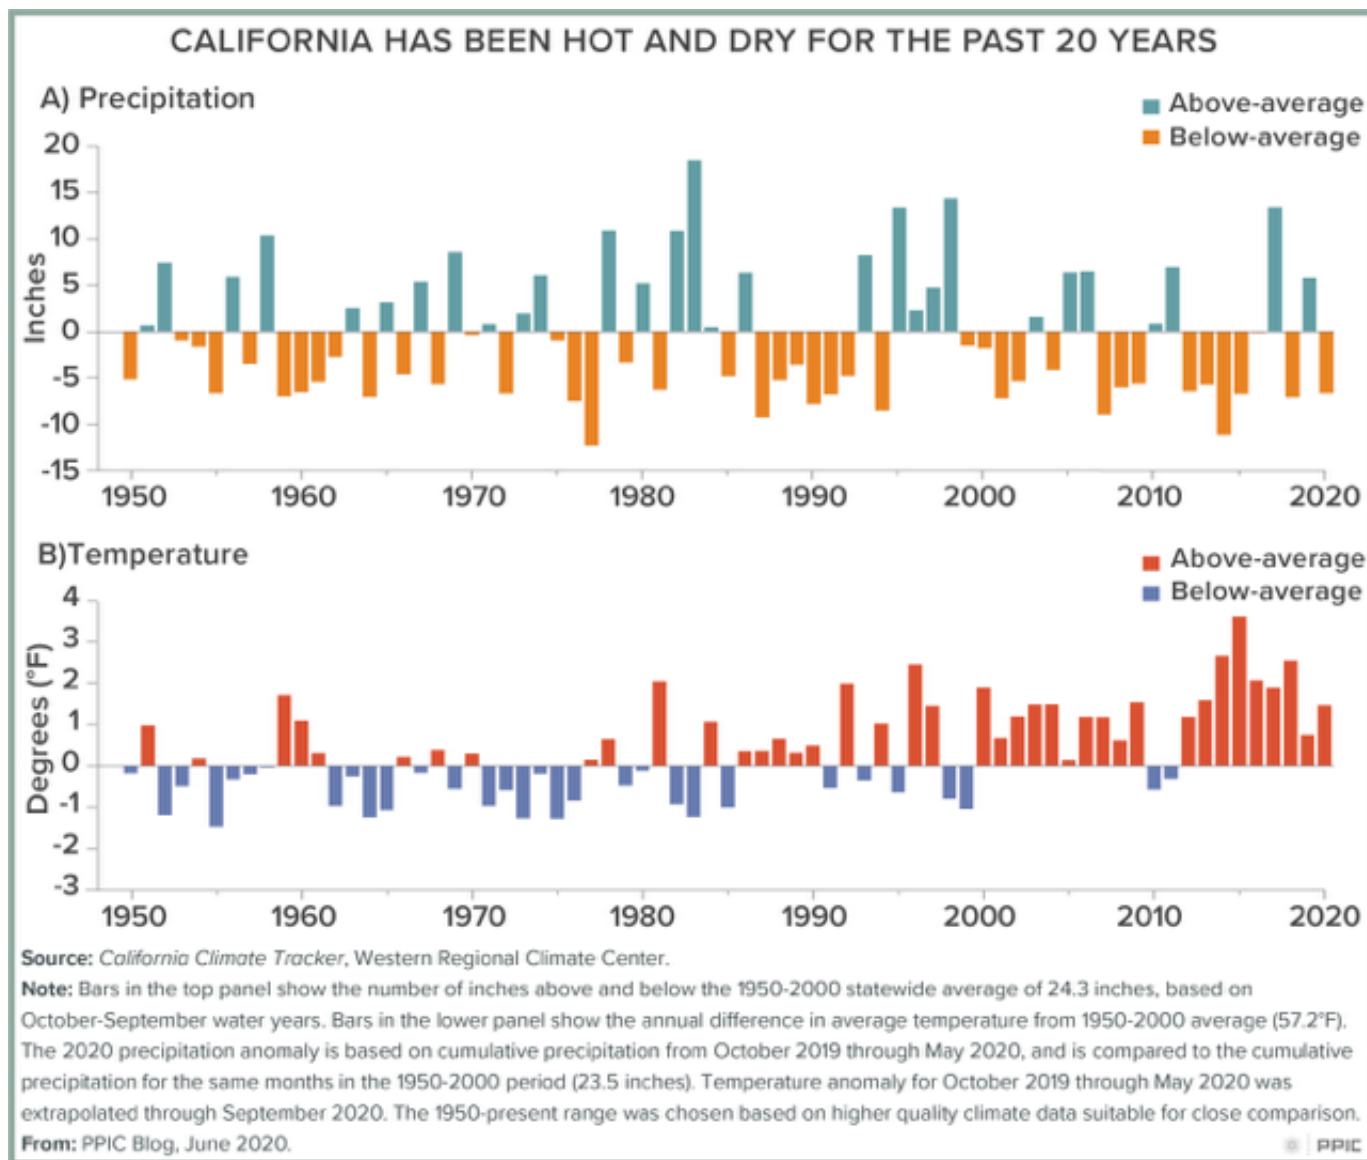 CALIFORNIA HAS BEEN HOT AND DRY FOR THE PAST 20 YEARS
A) Precipitation
Above-average
Below-average
Inches
20
15
10
5
0
-5
-10
-15
1950 1960 1970 1980 1990 2000 2010 2020
B)Temperature
Above-average
Below-average
Degrees (°F)
4
3
2
1
0
-1
-2
-3
1950 1960 1970 1980 1990 2000 2010 2020
Source: California Climate Tracker, Western Regional Climate Center.
Note: Bars in the top panel show the number of inches above and below the 1950-2000 statewide average of 24.3 inches, based on
October-September water years. Bars in the lower panel show the annual difference in average temperature from 1950-2000 average (57.2°F).
The 2020 precipitation anomaly is based on cumulative precipitation from October 2019 through May 2020, and is compared to the cumulative
precipitation for the same months in the 1950-2000 period (23.5 inches). Temperature anomaly for October 2019 through May 2020 was
extrapolated through September 2020. The 1950-present range was chosen based on higher quality climate data suitable for close comparison.
From: PPIC Blog, June 2020.
PPIC